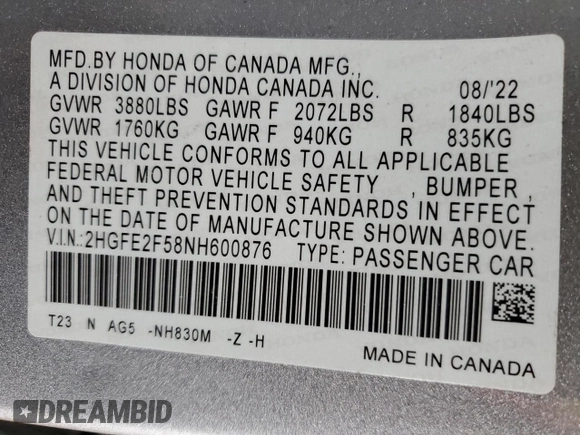 MFD.BY HONDA OF CANADA MFG.,
A DIVISION OF HONDA CANADA INC. 08/'22
GVWR 3880LBS GAWR F 2072LBS R 1840LBS
GVWR 1760KG GAWR F 940KG R 835KG
THIS VEHICLE CONFORMS TO ALL APPLICABLE
FEDERAL MOTOR VEHICLE SAFETY , BUMPER ,
AND THEFT PREVENTION STANDARDS IN EFFECT
ON THE DATE OF MANUFACTURE SHOWN ABOVE.
V.I.N.:2HGFE2F58NH600876 TYPE: PASSENGER CAR
T23 N AG5 -NH830M -Z -H
MADE IN CANADA
DREAMBID